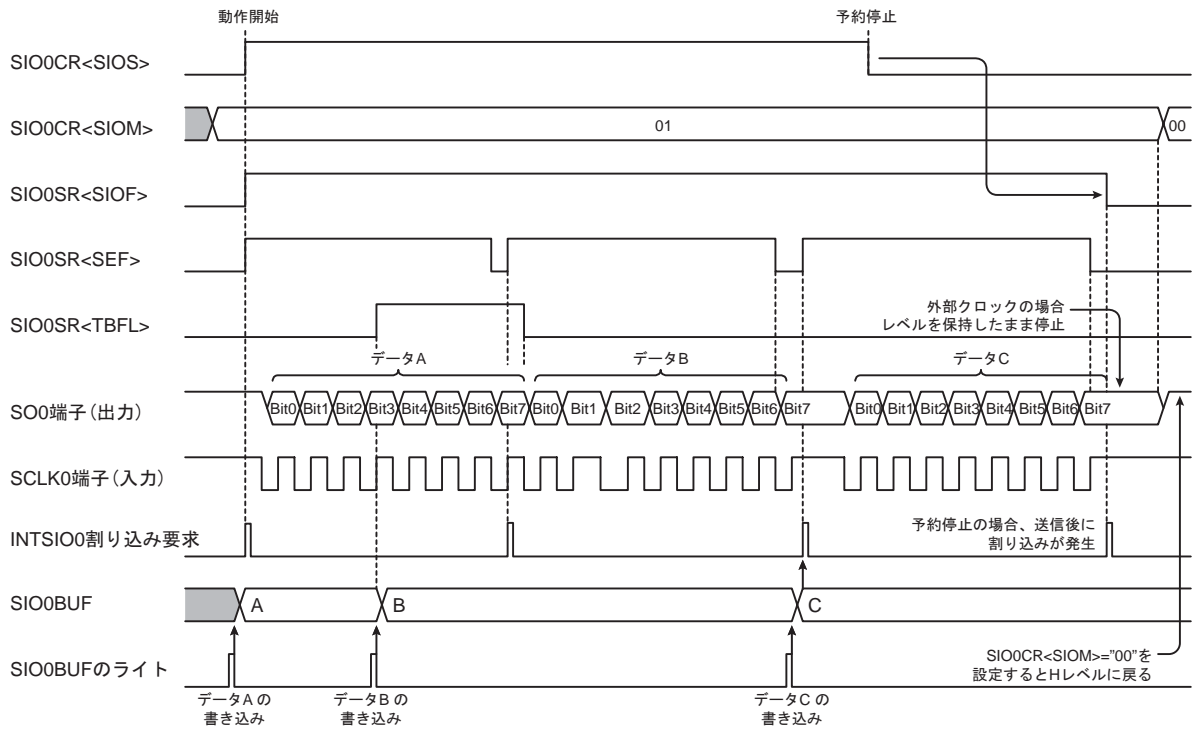 動作開始
予約停止
SIO0CR<SIOS>
SIO0CR<SIOM>
01
00
SIO0SR<SIOF>
SIO0SR<SEF>
SIO0SR<TBFL>
外部クロックの場合
レベルを保持したまま停止
データA
データB
データC
SO0端子(出力)
Bit0 Bit1 Bit2 Bit3 Bit4 Bit5 Bit6 Bit7 Bit0 Bit1 Bit2 Bit3 Bit4 Bit5 Bit6 Bit7 Bit0 Bit1 Bit2 Bit3 Bit4 Bit5 Bit6 Bit7
SCLK0端子(入力)
INTSIO0割り込み要求
予約停止の場合、送信後に
割り込みが発生
SIO0BUF
A
B
C
SIO0BUFのライト
SIO0CR<SIOM>="00"を
設定するとHレベルに戻る
データA の
書き込み
データB の
書き込み
データC の
書き込み